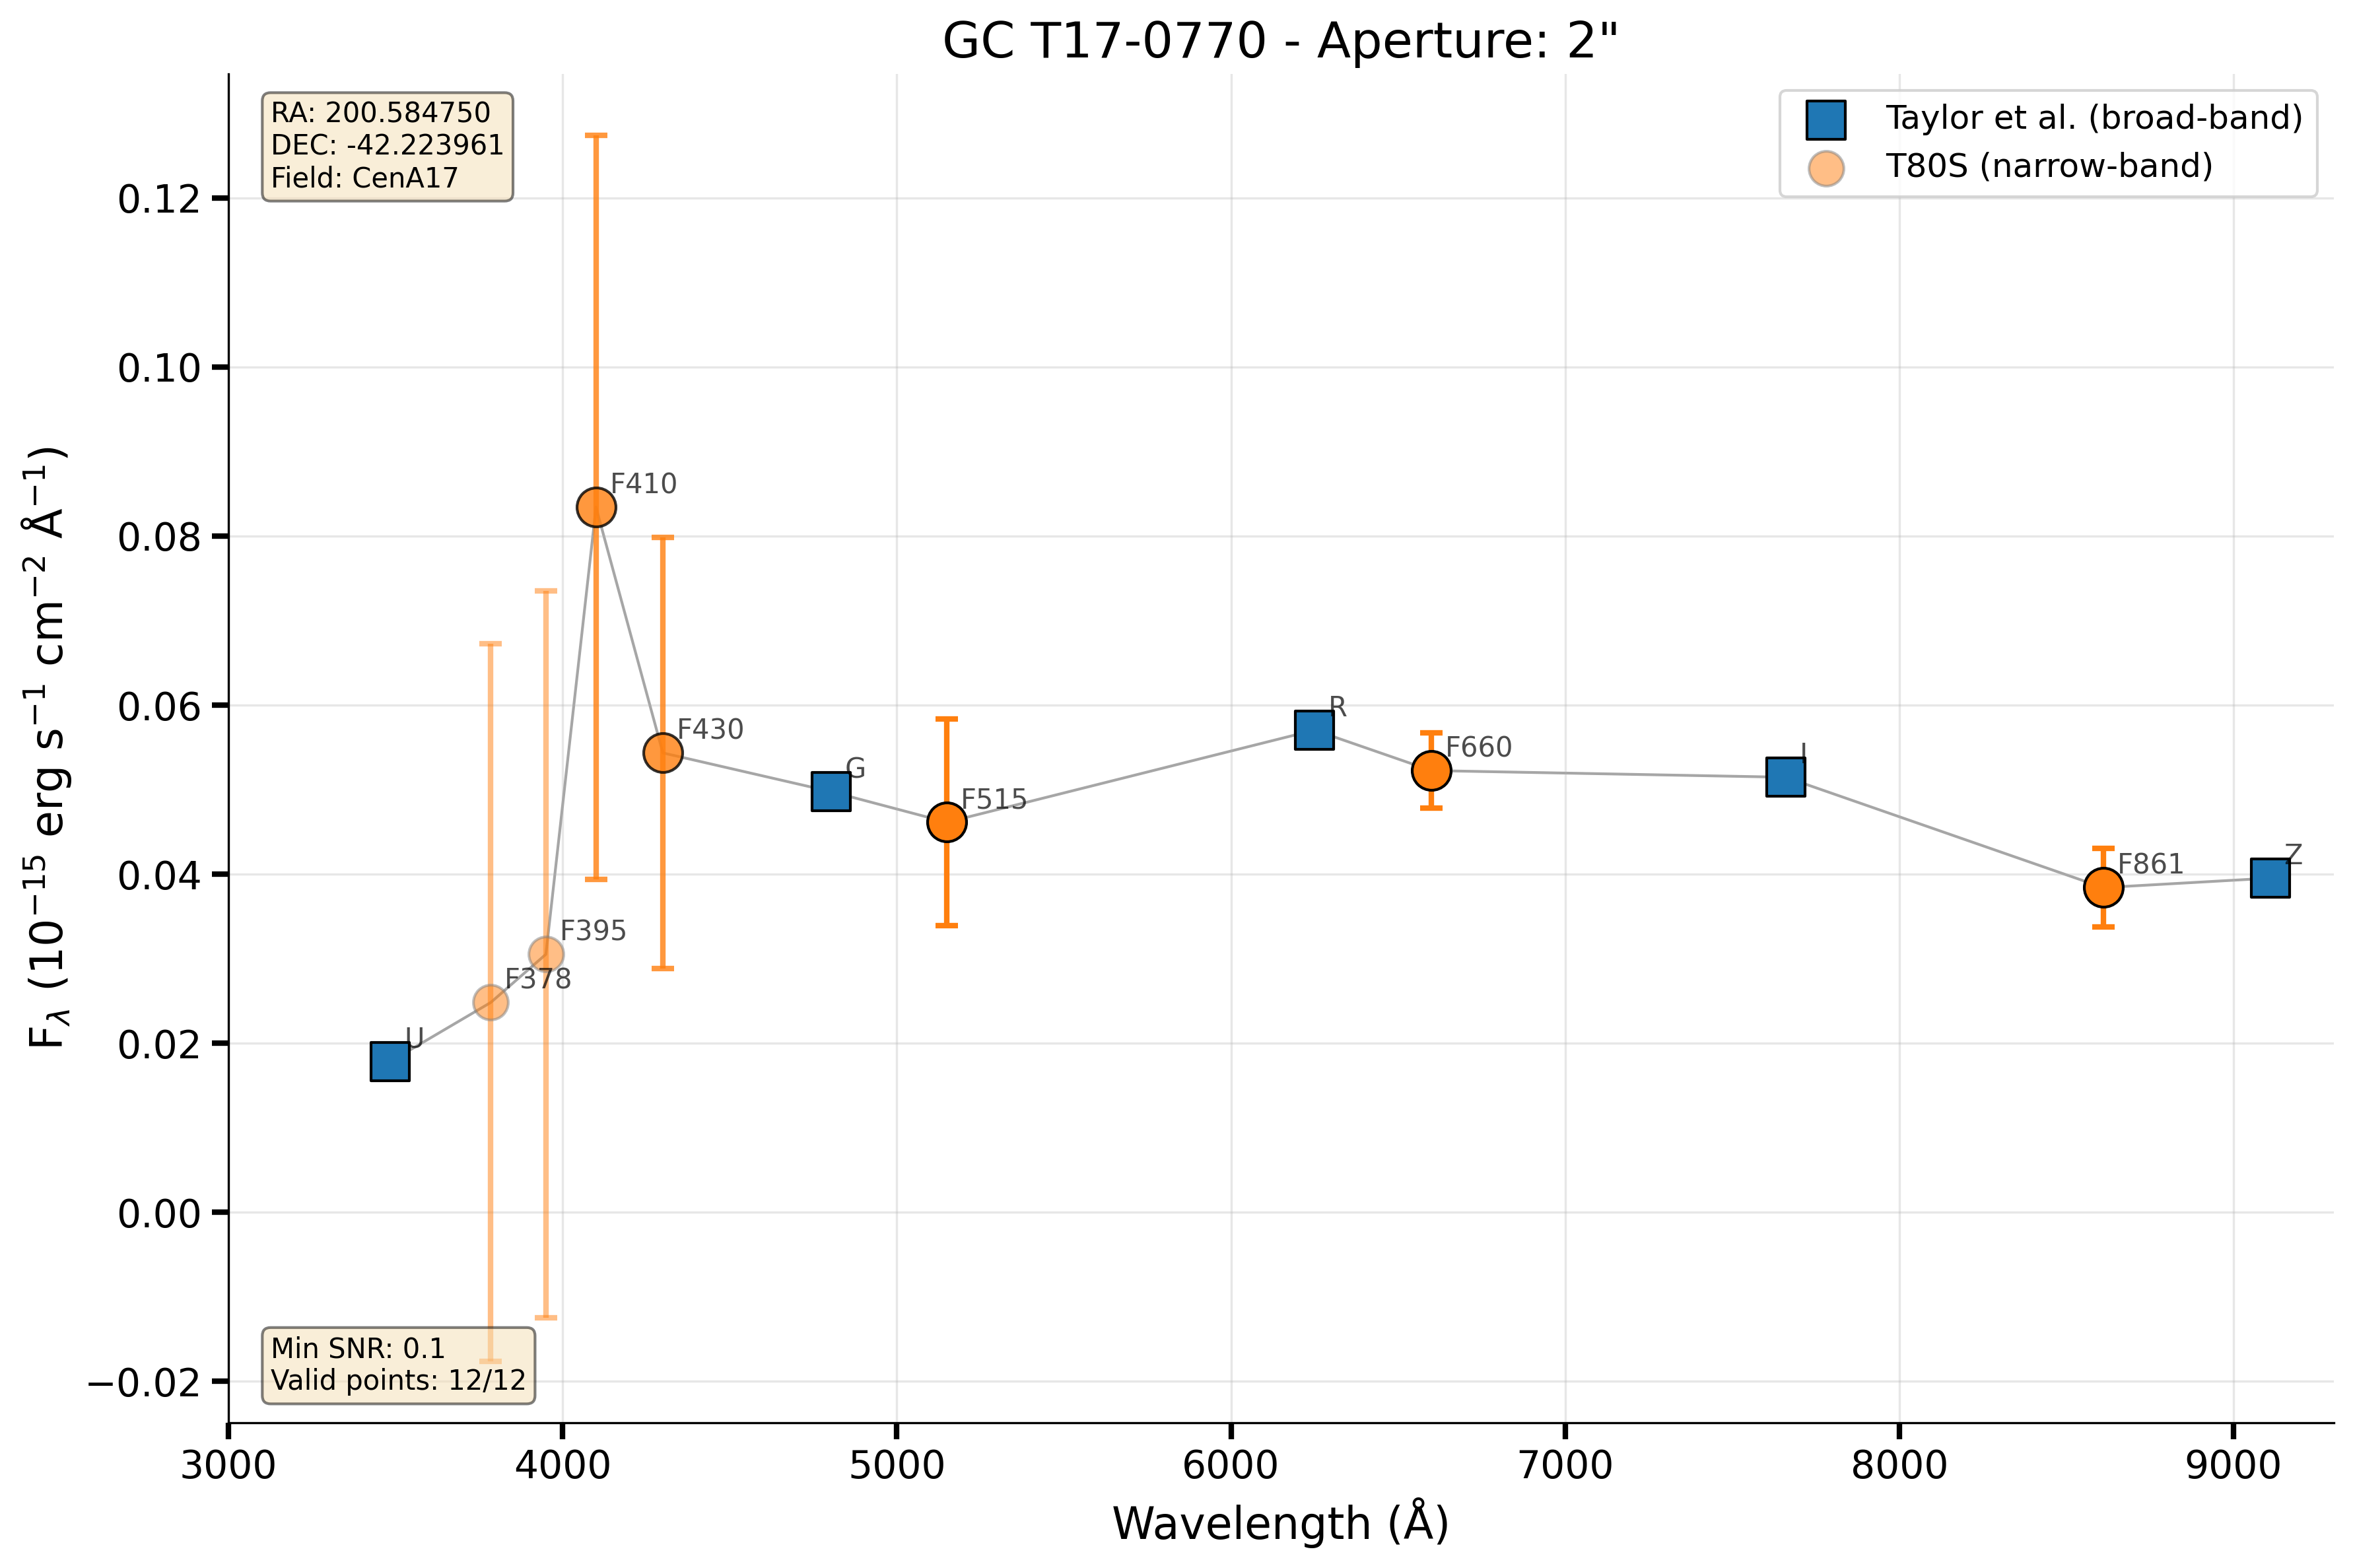 GC T17-0770 - Aperture: 2"
RA: 200.584750
DEC: -42.223961
Field: CenA17
Taylor et al. (broad-band)
T80S (narrow-band)
0.12
0.10
0.08
0.06
0.04
0.02
0.00
−0.02
F_λ (10⁻¹⁵ erg s⁻¹ cm⁻² Å⁻¹)
U
F378
F395
F410
F430
G
F515
R
F660
I
F861
Z
Min SNR: 0.1
Valid points: 12/12
3000 4000 5000 6000 7000 8000 9000
Wavelength (Å)